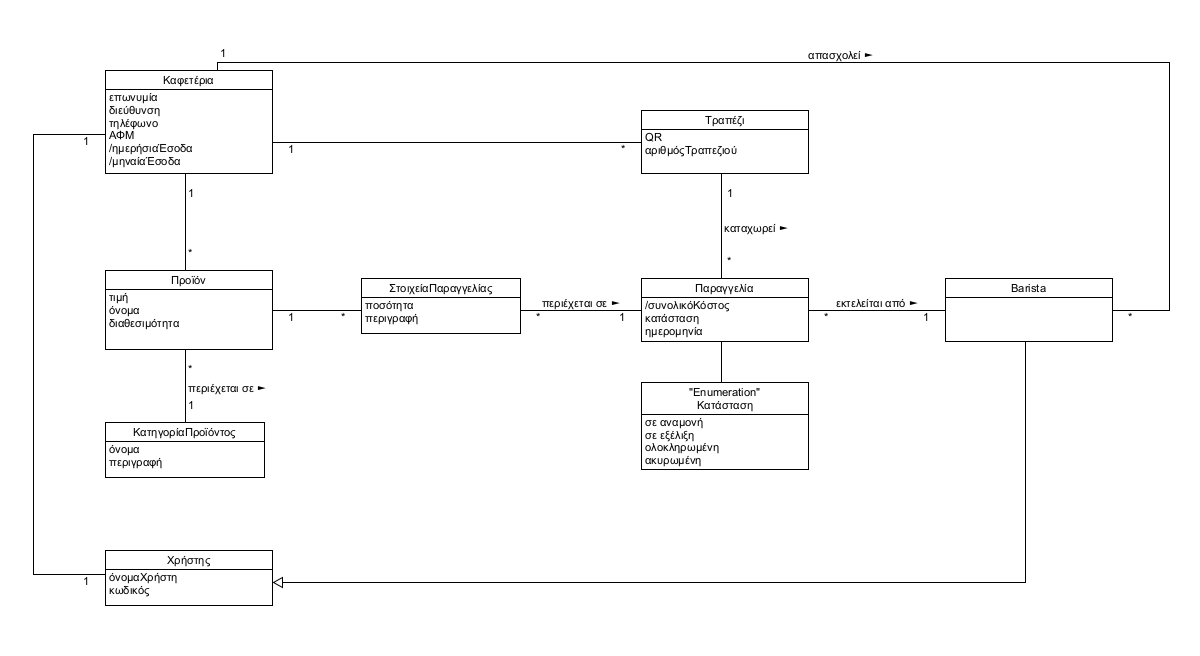 1
απασχολεί ►
Καφετέρια
επωνυμία
διεύθυνση
τηλέφωνο
ΑΦΜ
/ημερήσιαΈσοδα
/μηναίαΈσοδα
1
1
*
Τραπέζι
QR
αριθμόςΤραπεζιού
1
1
καταχωρεί ►
*
*
Προϊόν
τιμή
όνομα
διαθεσιμότητα
1
*
ΣτοιχείαΠαραγγελίας
ποσότητα
περιγραφή
περιέχεται σε ►
*
1
Παραγγελία
/συνολικόΚόστος
κατάσταση
ημερομηνία
εκτελείται από ►
*
1
Barista
*
*
περιέχεται σε ►
1
"Enumeration"
Κατάσταση
σε αναμονή
σε εξέλιξη
ολοκληρωμένη
ακυρωμένη
ΚατηγορίαΠροϊόντος
όνομα
περιγραφή
Χρήστης
όνομαΧρήστη
κωδικός
1